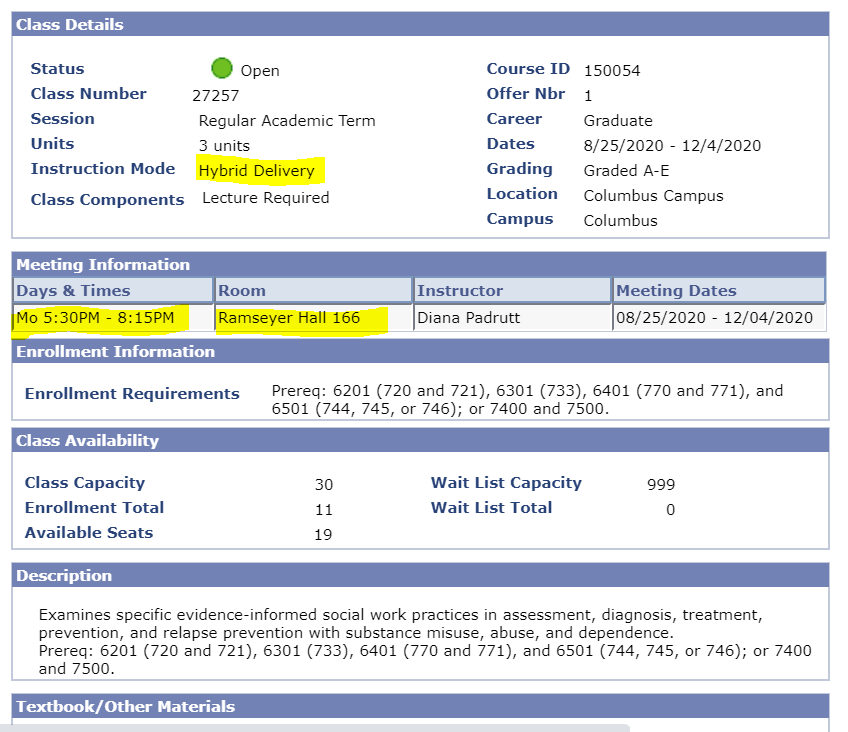 Class Details
Status Open Course ID 150054
Class Number 27257 Offer Nbr 1
Session Regular Academic Term Career Graduate
Units 3 units Dates 8/25/2020 - 12/4/2020
Instruction Mode Hybrid Delivery Grading Graded A-E
Class Components Lecture Required Location Columbus Campus
Campus Columbus
Meeting Information
Days & Times Room Instructor Meeting Dates
Mo 5:30PM - 8:15PM Ramseyer Hall 166 Diana Padrutt 08/25/2020 - 12/04/2020
Enrollment Information
Enrollment Requirements Prereq: 6201 (720 and 721), 6301 (733), 6401 (770 and 771), and
6501 (744, 745, or 746); or 7400 and 7500.
Class Availability
Class Capacity 30 Wait List Capacity 999
Enrollment Total 11 Wait List Total 0
Available Seats 19
Description
Examines specific evidence-informed social work practices in assessment, diagnosis, treatment,
prevention, and relapse prevention with substance misuse, abuse, and dependence.
Prereq: 6201 (720 and 721), 6301 (733), 6401 (770 and 771), and 6501 (744, 745, or 746); or 7400
and 7500.
Textbook/Other Materials